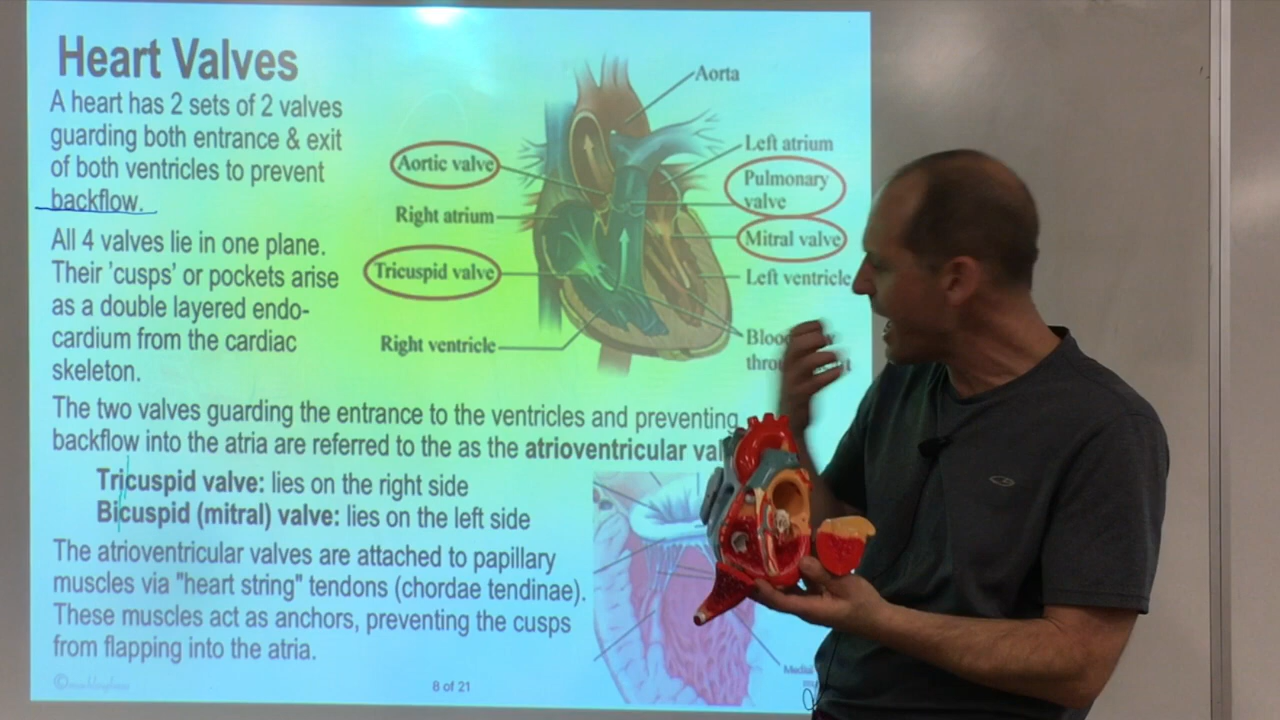 Heart Valves
A heart has 2 sets of 2 valves
guarding both entrance & exit
of both ventricles to prevent
backflow.
All 4 valves lie in one plane.
Their 'cusps' or pockets arise
as a double layered endo-
cardium from the cardiac
skeleton.
Aorta
Left atrium
Aortic valve
Pulmonary
valve
Right atrium
Mitral valve
Tricuspid valve
Left ventricle
Right ventricle
The two valves guarding the entrance to the ventricles and preventing
backflow into the atria are referred to the as the atrioventricular
Tricuspid valve: lies on the right side
Bicuspid (mitral) valve: lies on the left side
The atrioventricular valves are attached to papillary
muscles via "heart string" tendons (chordae tendinae).
These muscles act as anchors, preventing the cusps
from flapping into the atria.
8 of 21